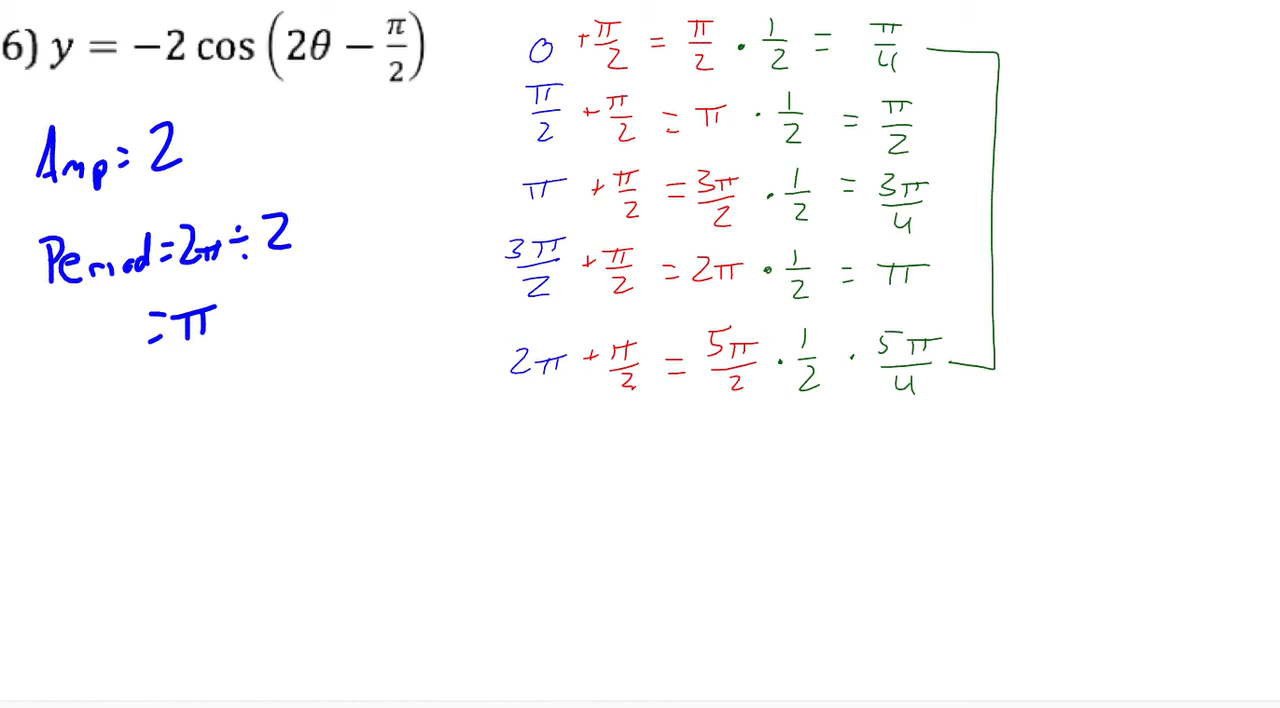 6) y = −2 cos (2θ − π/2)
Amp = 2
Period = 2π ÷ 2
= π
0 + π/2 = π/2 · 1/2 = π/4
π/2 + π/2 = π · 1/2 = π/2
π + π/2 = 3π/2 · 1/2 = 3π/4
3π/2 + π/2 = 2π · 1/2 = π
2π + π/2 = 5π/2 · 1/2 · 5π/4